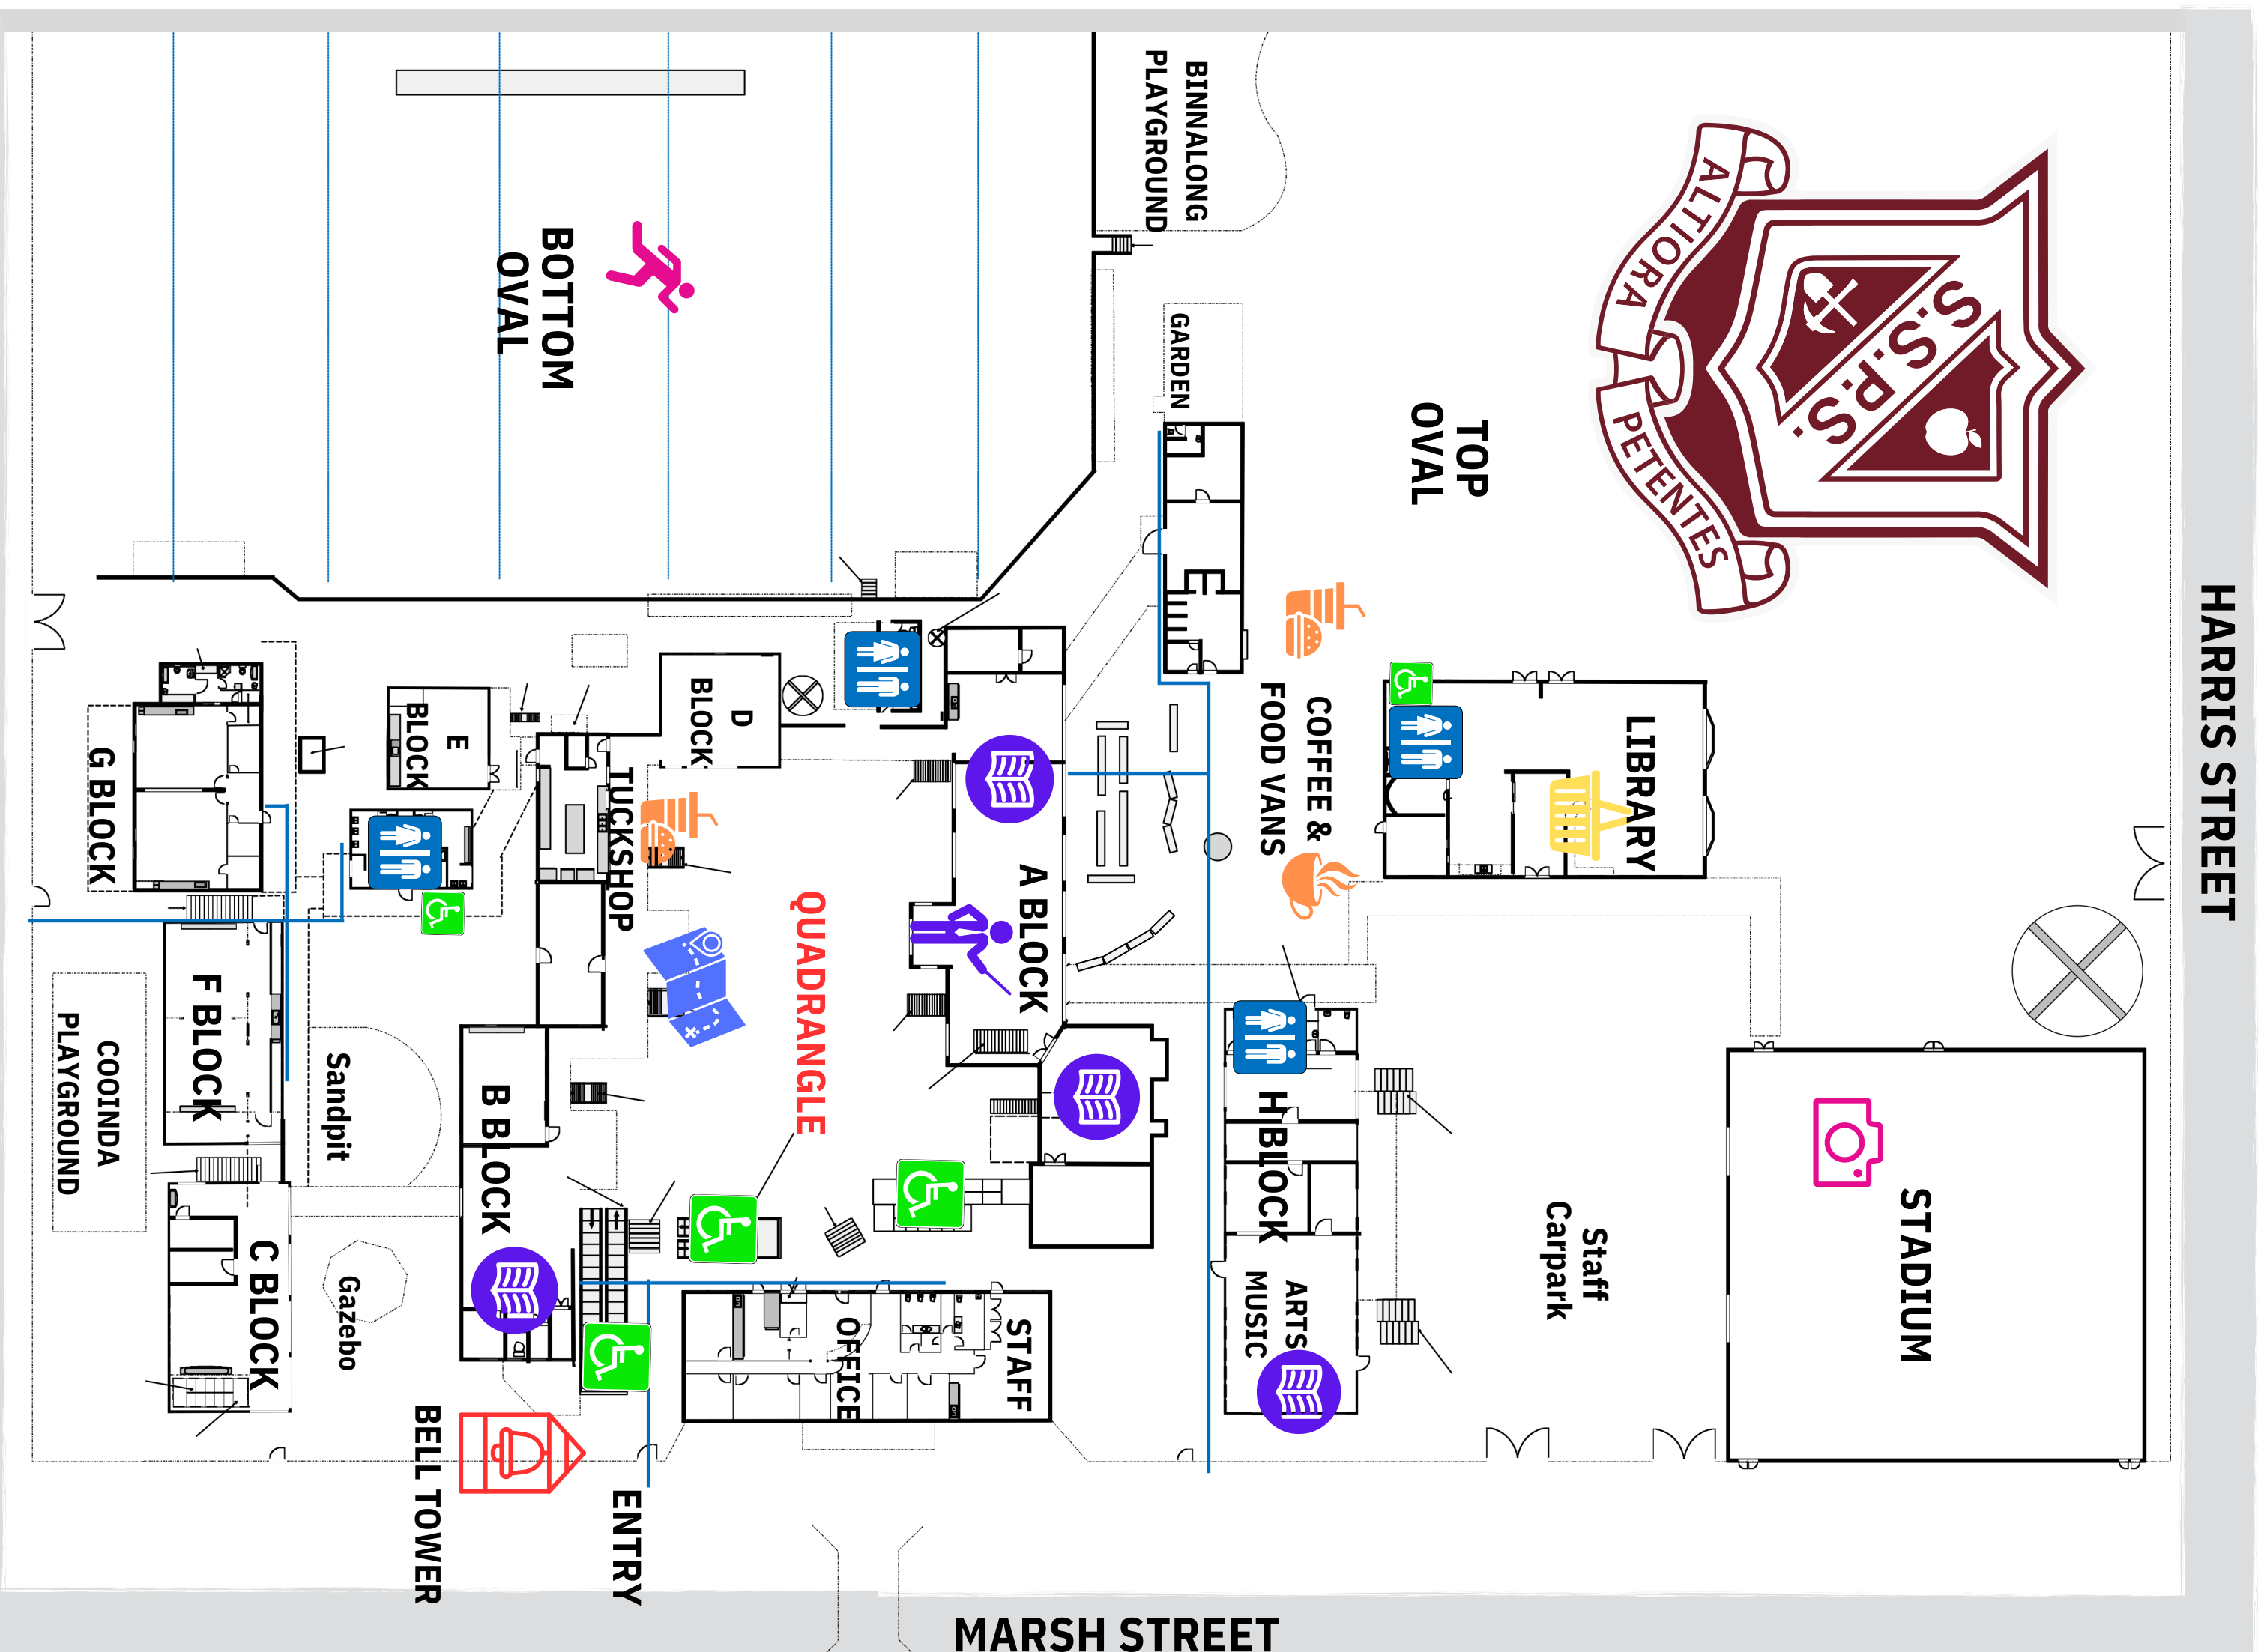 BINNALONG
PLAYGROUND
ALTIORA
PETENTES
S.S.P.S.
BOTTOM
OVAL
GARDEN
TOP
OVAL
HARRIS STREET
COFFEE &
FOOD VANS
LIBRARY
D
BLOCK
E
BLOCK
G BLOCK
TUCKSHOP
A BLOCK
QUADRANGLE
F BLOCK
COOINDA
PLAYGROUND
Sandpit
B BLOCK
H BLOCK
ARTS
MUSIC
Staff
Carpark
STADIUM
C BLOCK
Gazebo
OFFICE
STAFF
BELL TOWER
ENTRY
MARSH STREET